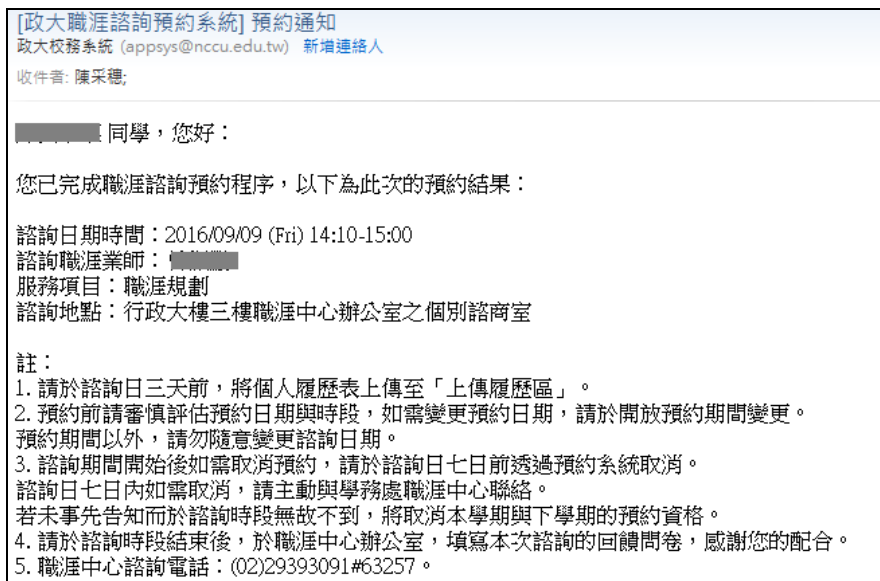 [政大職涯諮詢預約系統] 預約通知
政大校務系統 (appsys@nccu.edu.tw) 新增連絡人
收件者: 陳采穗;
同學，您好：
您已完成職涯諮詢預約程序，以下為此次的預約結果：
諮詢日期時間：2016/09/09 (Fri) 14:10-15:00
諮詢職涯業師：
服務項目：職涯規劃
諮詢地點：行政大樓三樓職涯中心辦公室之個別諮商室
註：
1. 請於諮詢日三天前，將個人履歷表上傳至「上傳履歷區」。
2. 預約前請審慎評估預約日期與時段，如需變更預約日期，請於開放預約期間變更。
預約期間以外，請勿隨意變更諮詢日期。
3. 諮詢期間開始後如需取消預約，請於諮詢日七日前透過預約系統取消。
諮詢日七日內如需取消，請主動與學務處職涯中心聯絡。
若未事先告知而於諮詢時段無故不到，將取消本學期與下學期的預約資格。
4. 請於諮詢時段結束後，於職涯中心辦公室，填寫本次諮詢的回饋問卷，感謝您的配合。
5. 職涯中心諮詢電話：(02)29393091#63257。